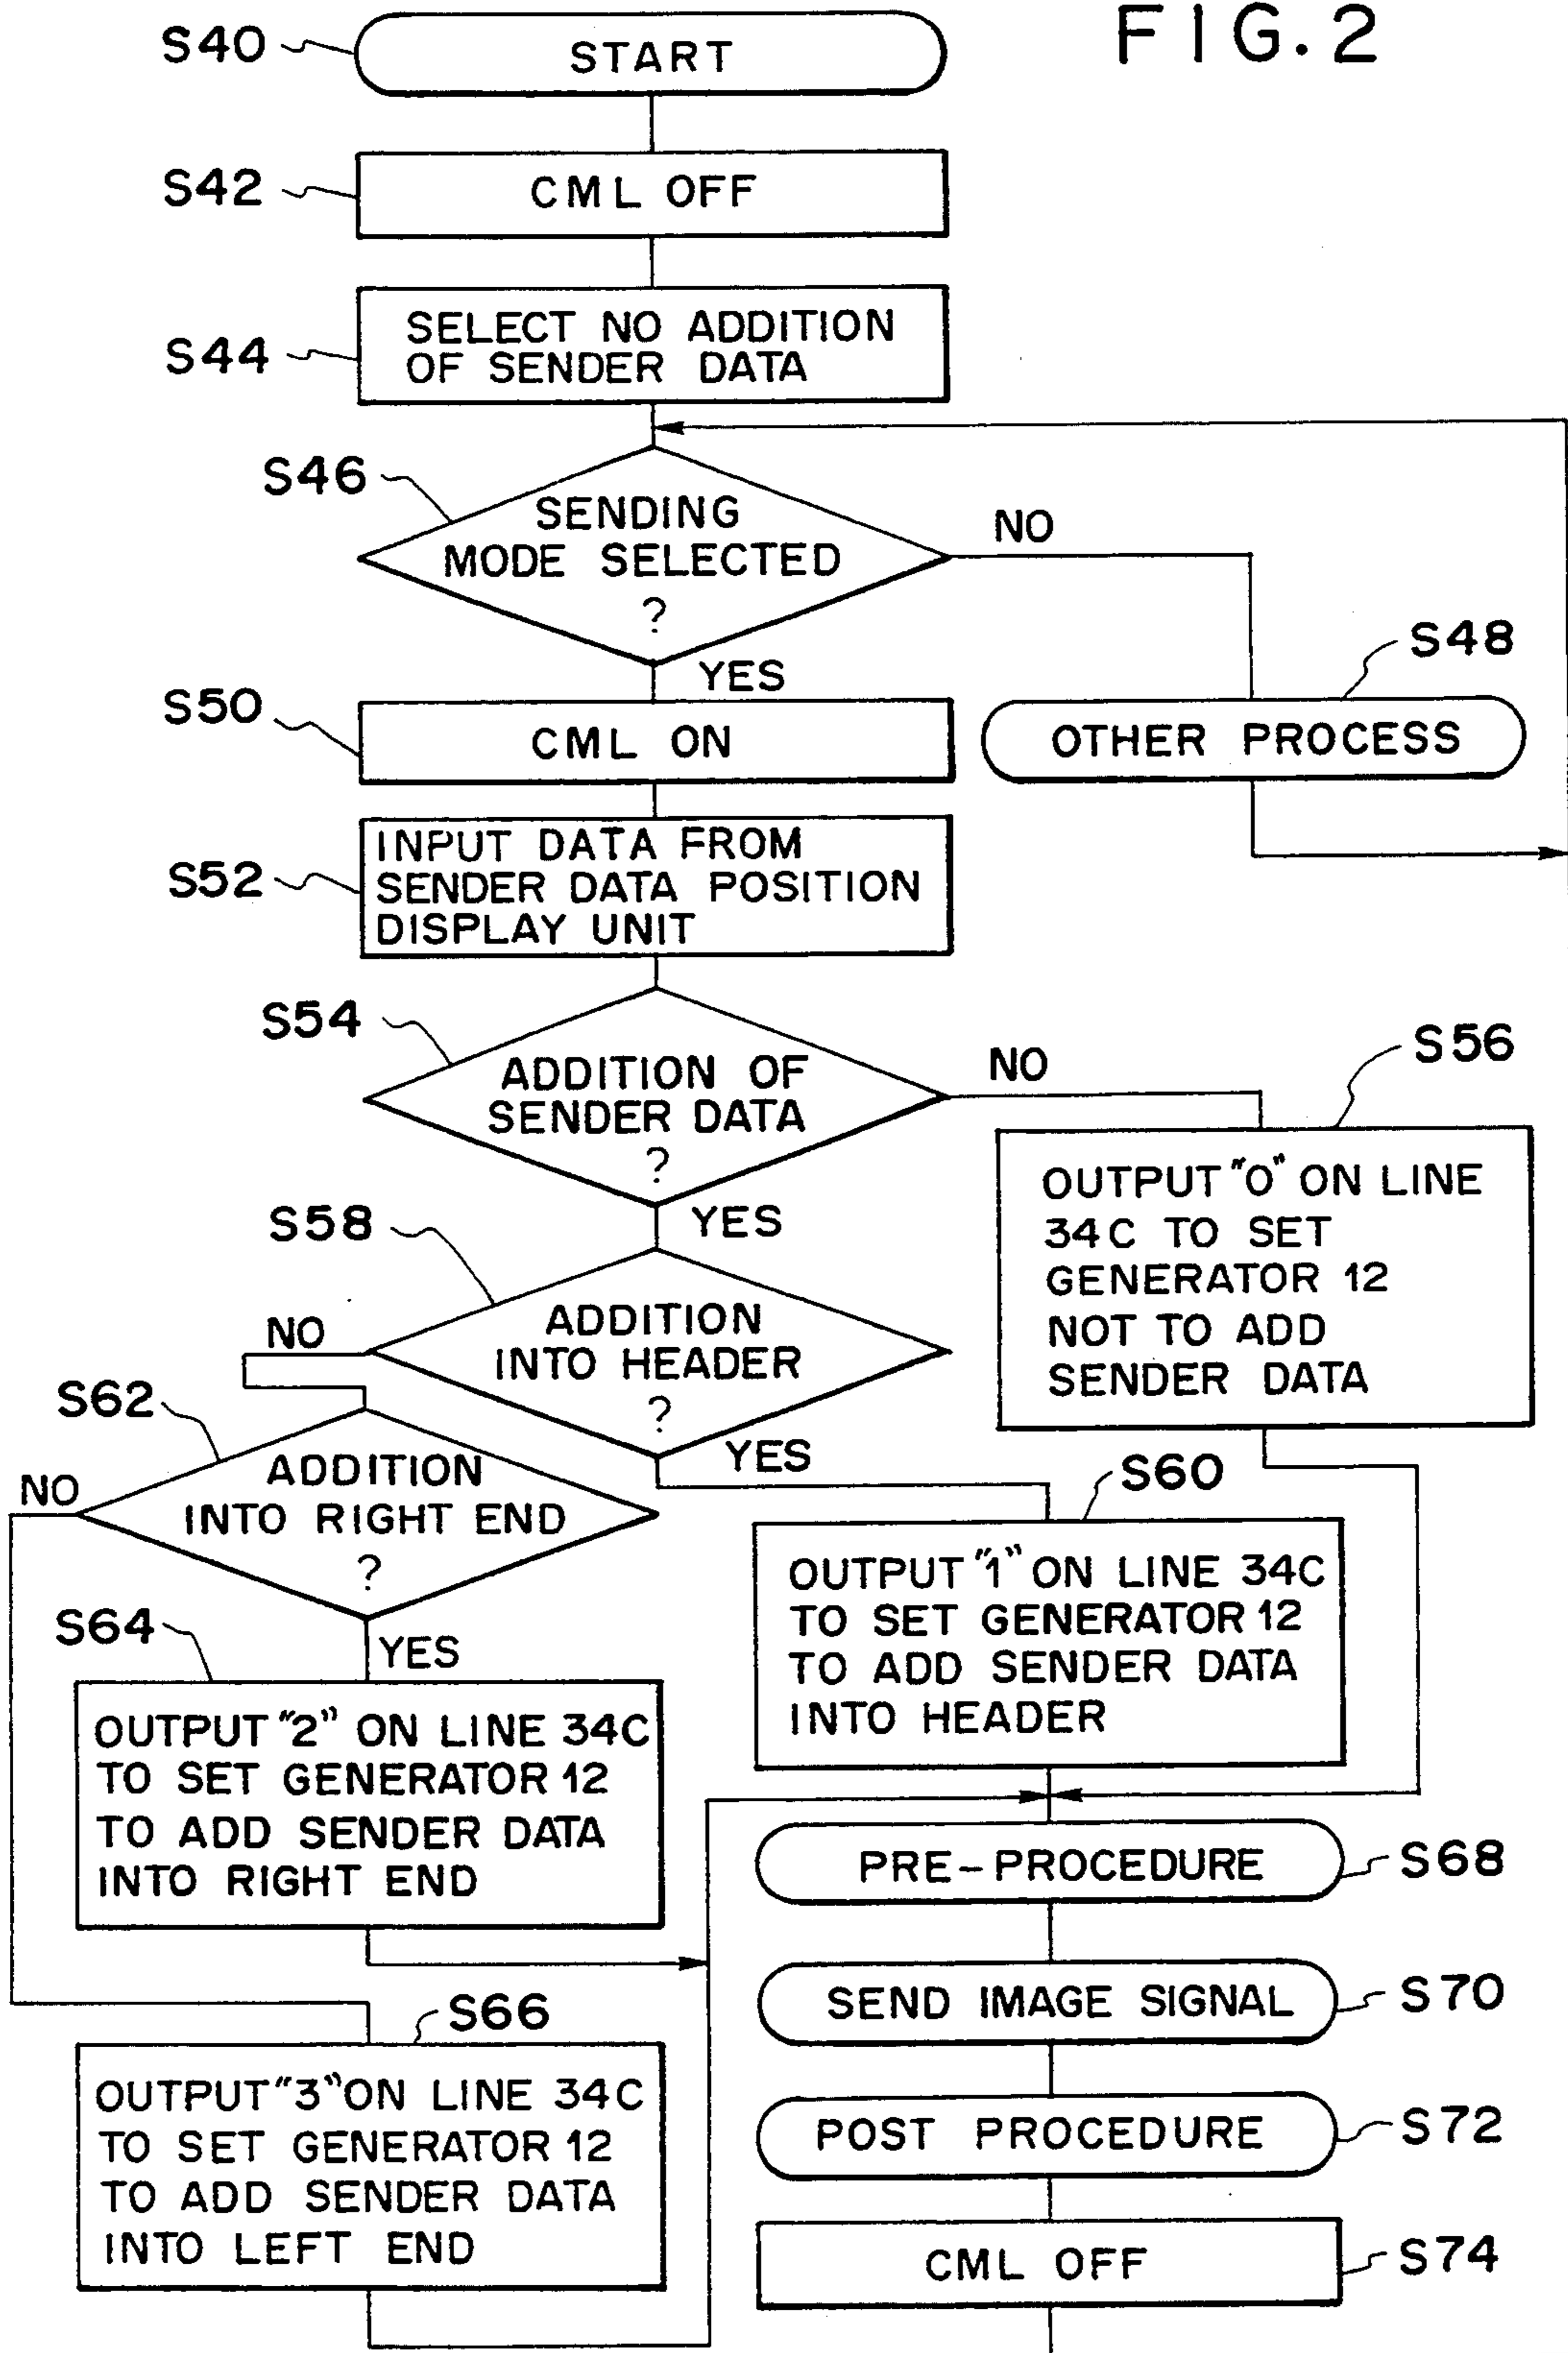 FIG. 2
S40
START
S42
CML OFF
S44
SELECT NO ADDITION
OF SENDER DATA
S46
SENDING
MODE SELECTED
?
NO
YES
S48
OTHER PROCESS
S50
CML ON
S52
INPUT DATA FROM
SENDER DATA POSITION
DISPLAY UNIT
S54
ADDITION OF
SENDER DATA
?
NO
YES
S56
OUTPUT "0" ON LINE
34C TO SET
GENERATOR 12
NOT TO ADD
SENDER DATA
S58
ADDITION
INTO HEADER
?
NO
YES
S60
OUTPUT "1" ON LINE 34C
TO SET GENERATOR 12
TO ADD SENDER DATA
INTO HEADER
S62
ADDITION
INTO RIGHT END
?
NO
YES
S64
OUTPUT "2" ON LINE 34C
TO SET GENERATOR 12
TO ADD SENDER DATA
INTO RIGHT END
S66
OUTPUT "3" ON LINE 34C
TO SET GENERATOR 12
TO ADD SENDER DATA
INTO LEFT END
PRE-PROCEDURE
S68
SEND IMAGE SIGNAL
S70
POST PROCEDURE
S72
CML OFF
S74